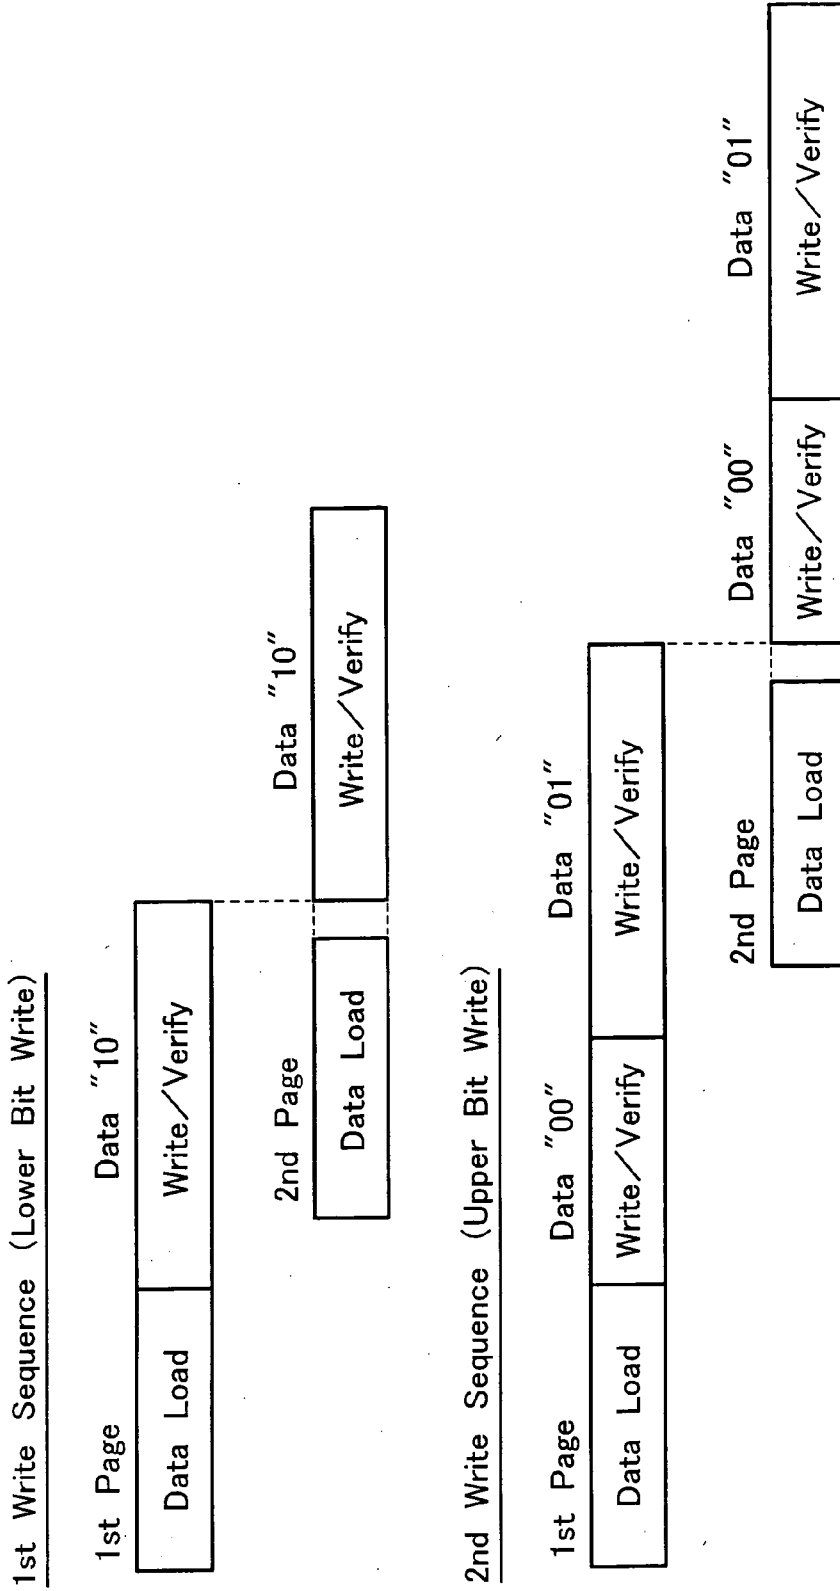 1st Write Sequence (Lower Bit Write)
1st Page Data "10"
Data Load Write/Verify
2nd Page Data "10"
Data Load Write/Verify
2nd Write Sequence (Upper Bit Write)
1st Page Data "00" Data "01"
Data Load Write/Verify Write/Verify
2nd Page Data "00" Data "01"
Data Load Write/Verify Write/Verify